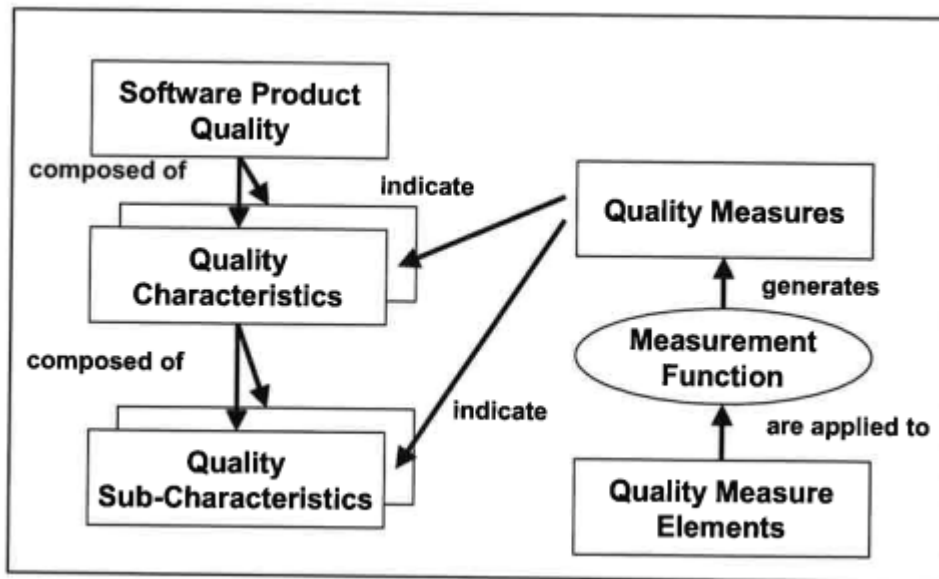 Software Product
Quality
composed of
indicate
Quality Measures
Quality
Characteristics
generates
composed of
Measurement
Function
indicate
are applied to
Quality
Sub-Characteristics
Quality Measure
Elements